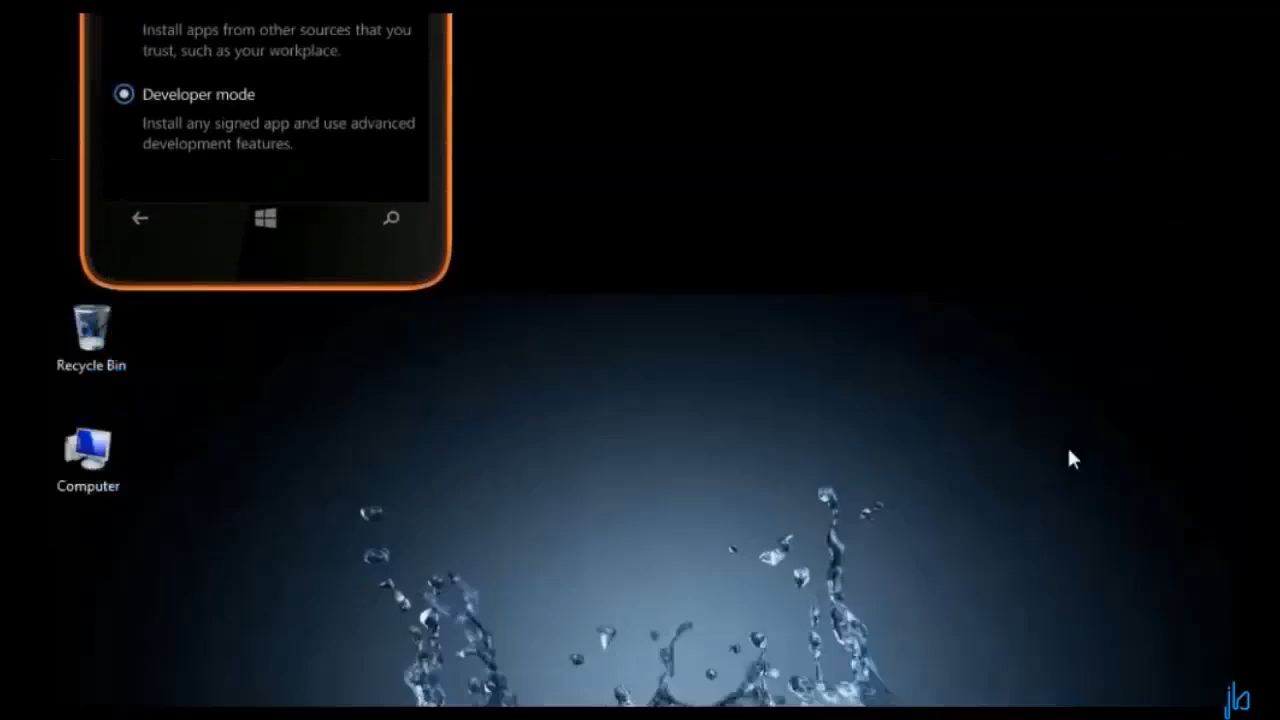 Install apps from other sources that you
trust, such as your workplace.
Developer mode
Install any signed app and use advanced
development features.
Recycle Bin
Computer
jb